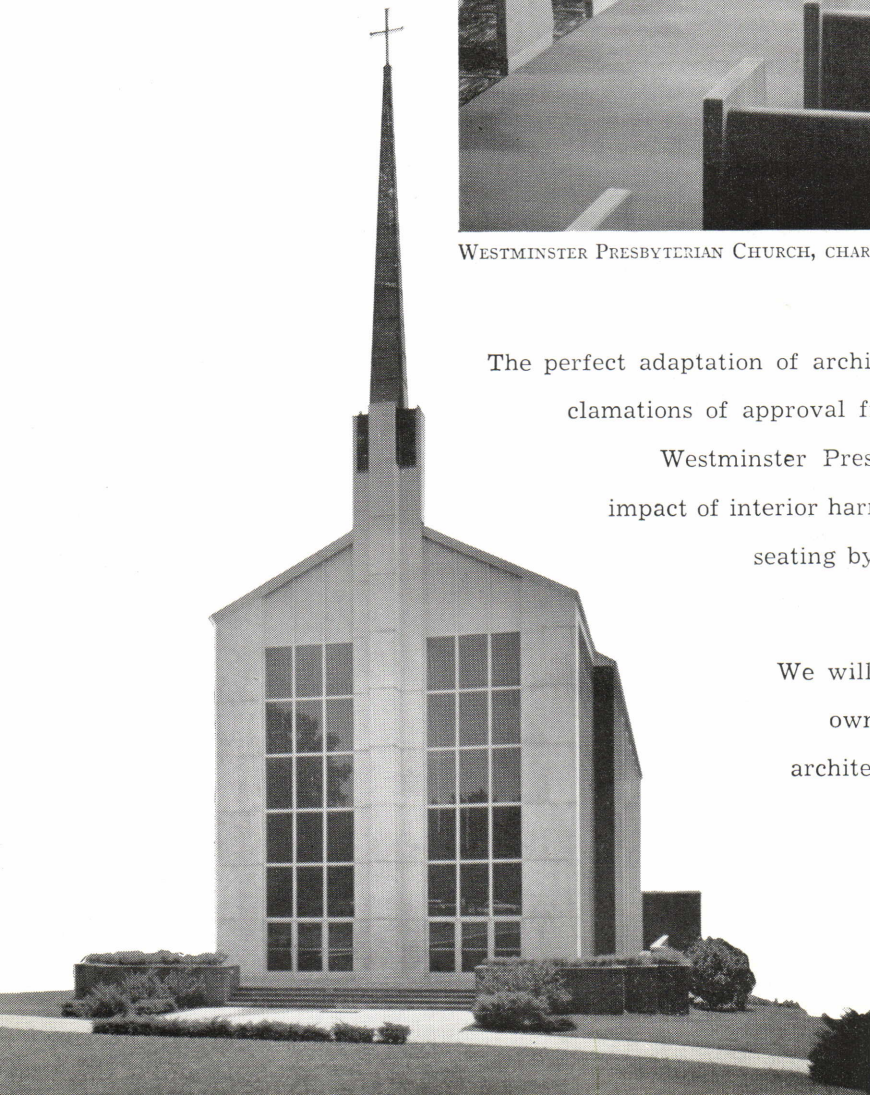 WESTMINSTER PRESBYTERIAN CHURCH, CHAR
The perfect adaptation of archi
clamations of approval f
Westminster Pres
impact of interior har
seating by
We will
own
archite